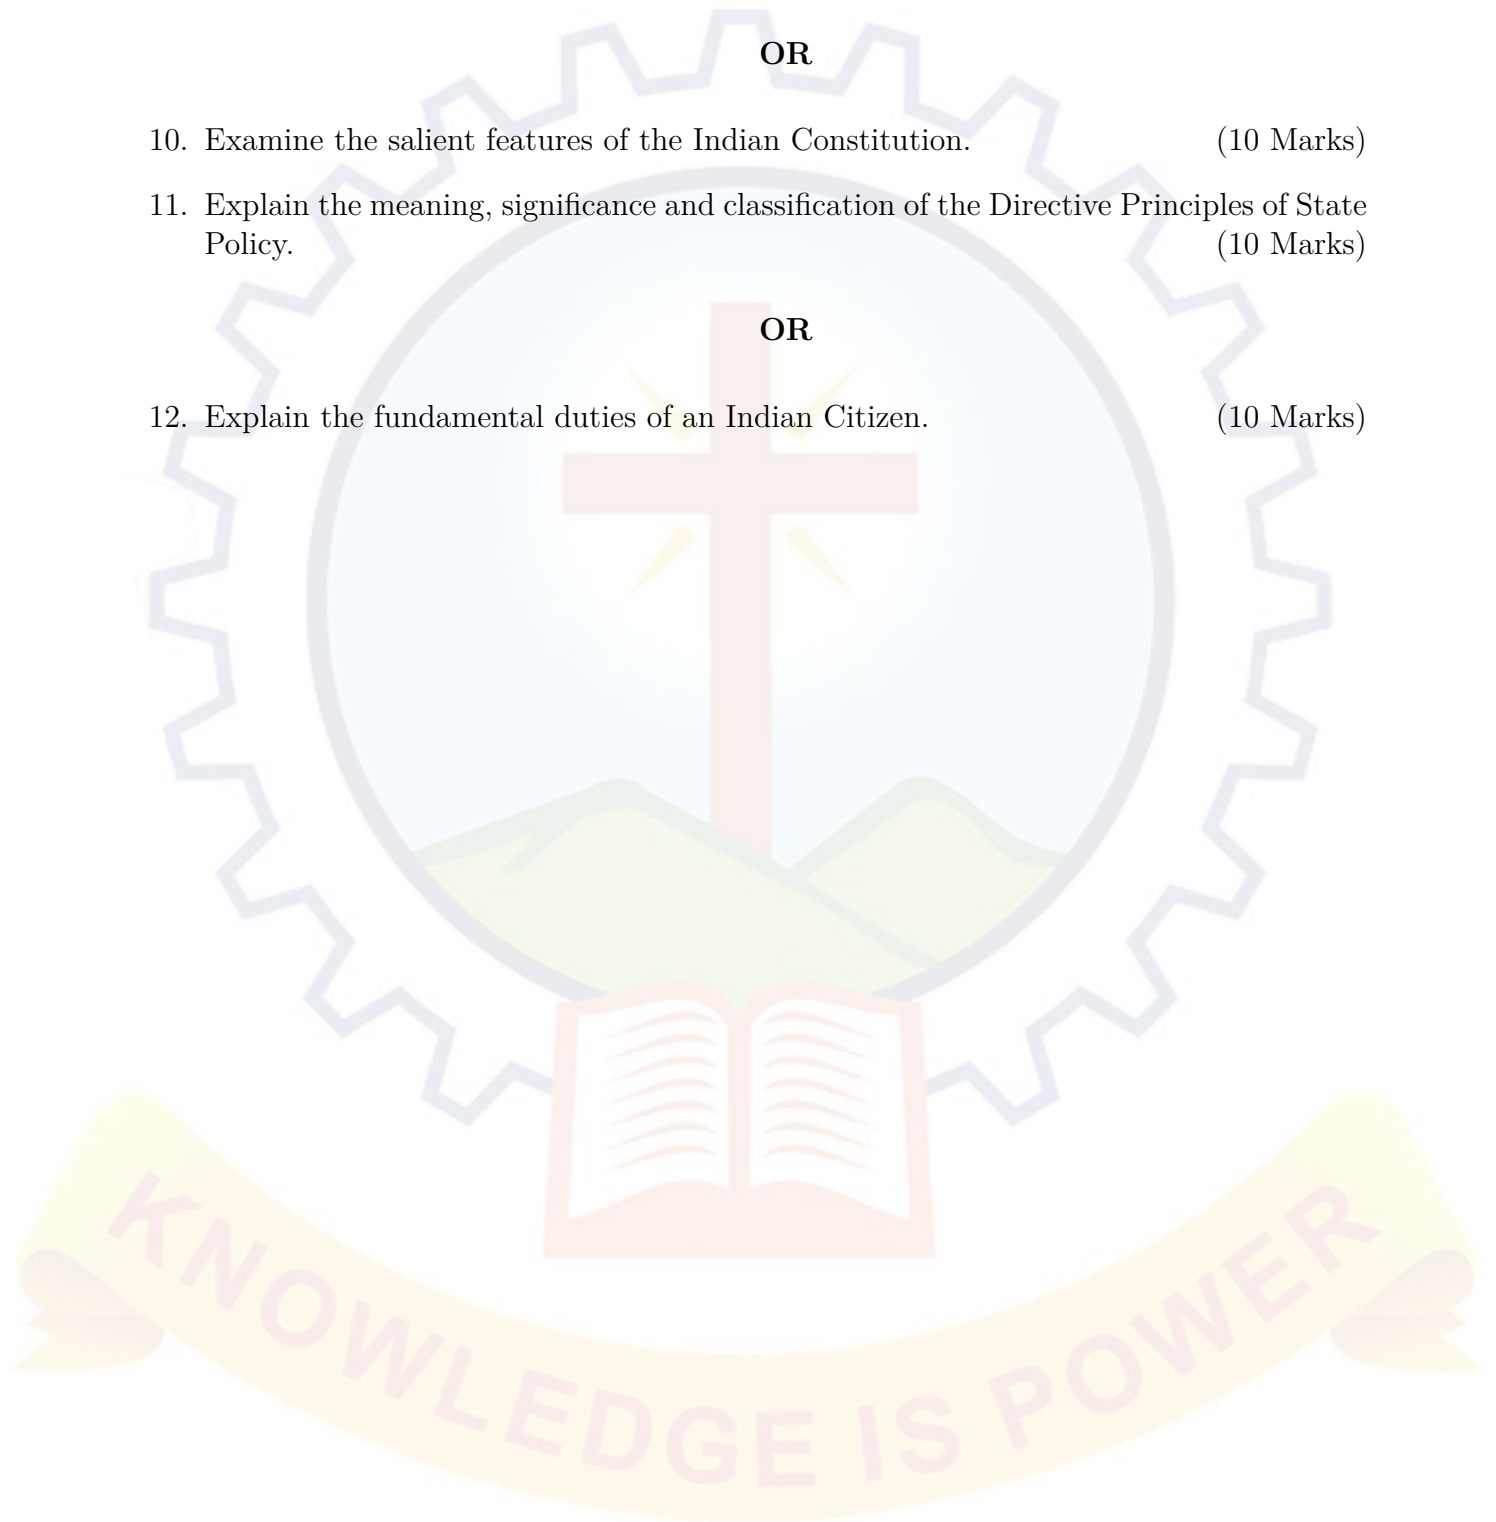 OR
10. Examine the salient features of the Indian Constitution. (10 Marks)
11. Explain the meaning, significance and classification of the Directive Principles of State
Policy. (10 Marks)
OR
12. Explain the fundamental duties of an Indian Citizen. (10 Marks)
KNOWLEDGE IS POWER